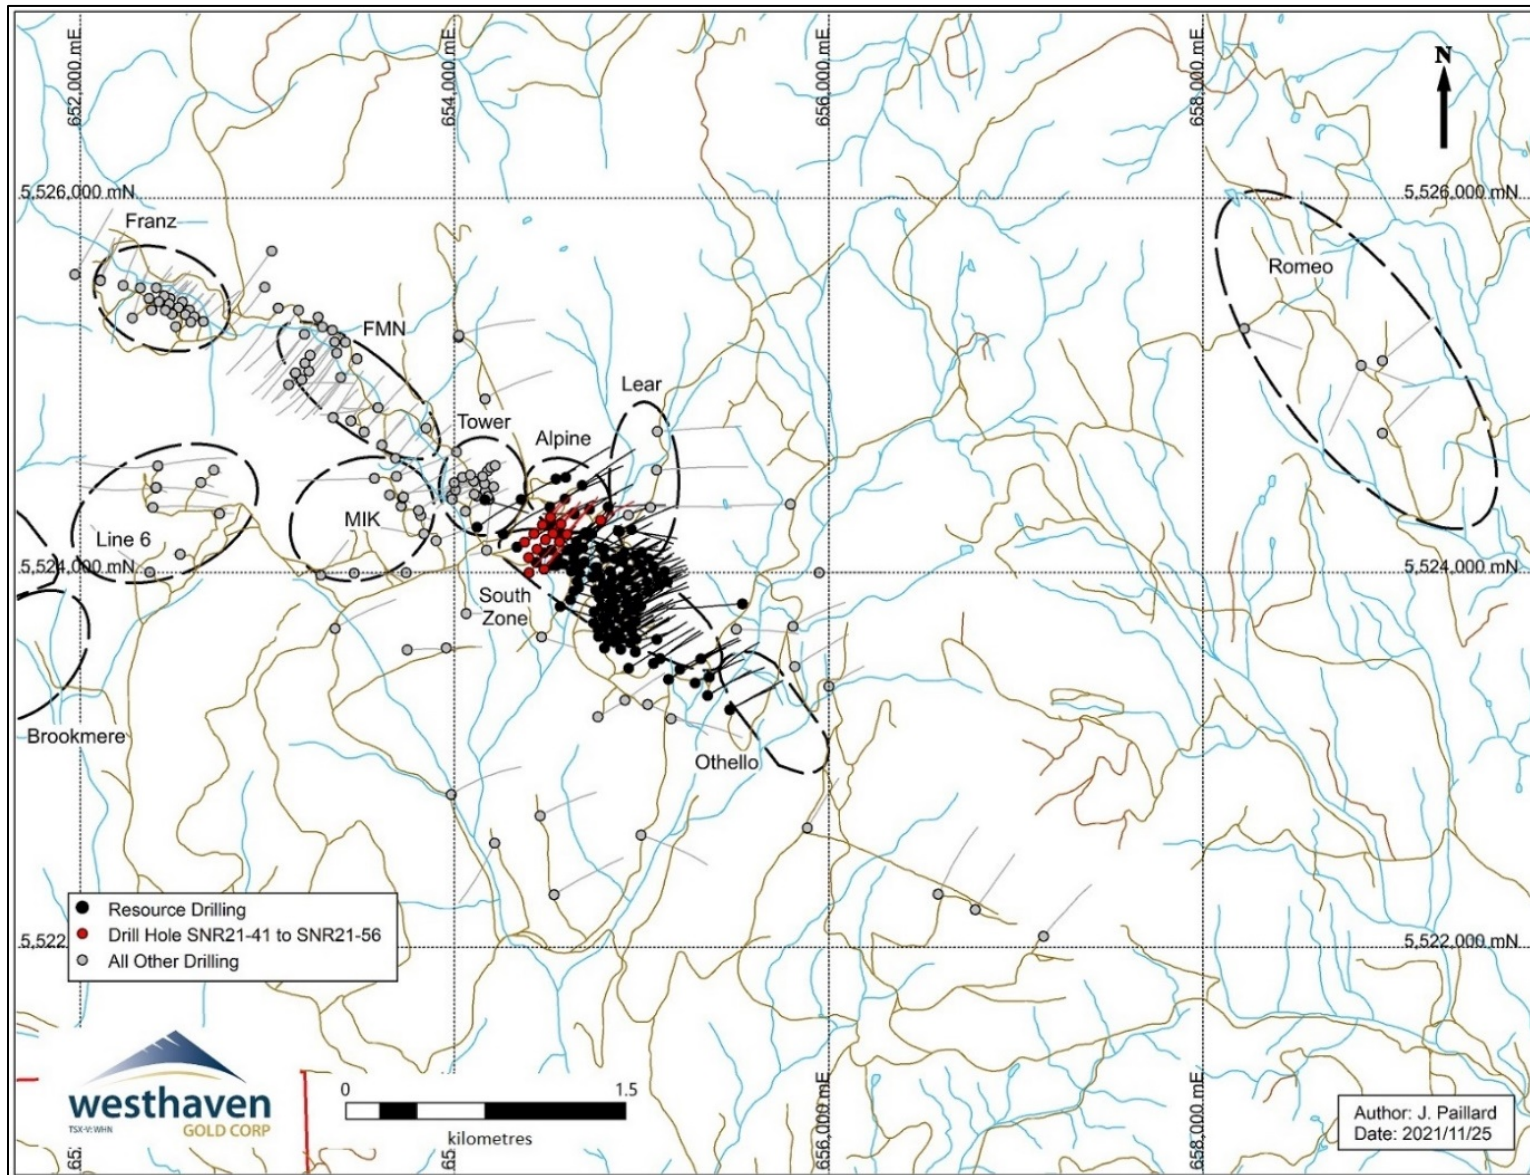 652,000 mE
654,000 mE
656,000 mE
658,000 mE
N
5,526,000 mN
5,526,000 mN
Franz
Romeo
FMN
Lear
Tower
Alpine
MIK
Line 6
5,524,000 mN
5,524,000 mN
South
Zone
Brookmere
Othello
Resource Drilling
Drill Hole SNR21-41 to SNR21-56
All Other Drilling
5,522
5,522,000 mN
westhaven
TSX-V: WHN
GOLD CORP
0
1.5
kilometres
65
65
656,000 mE
658,000 mE
Author: J. Paillard
Date: 2021/11/25